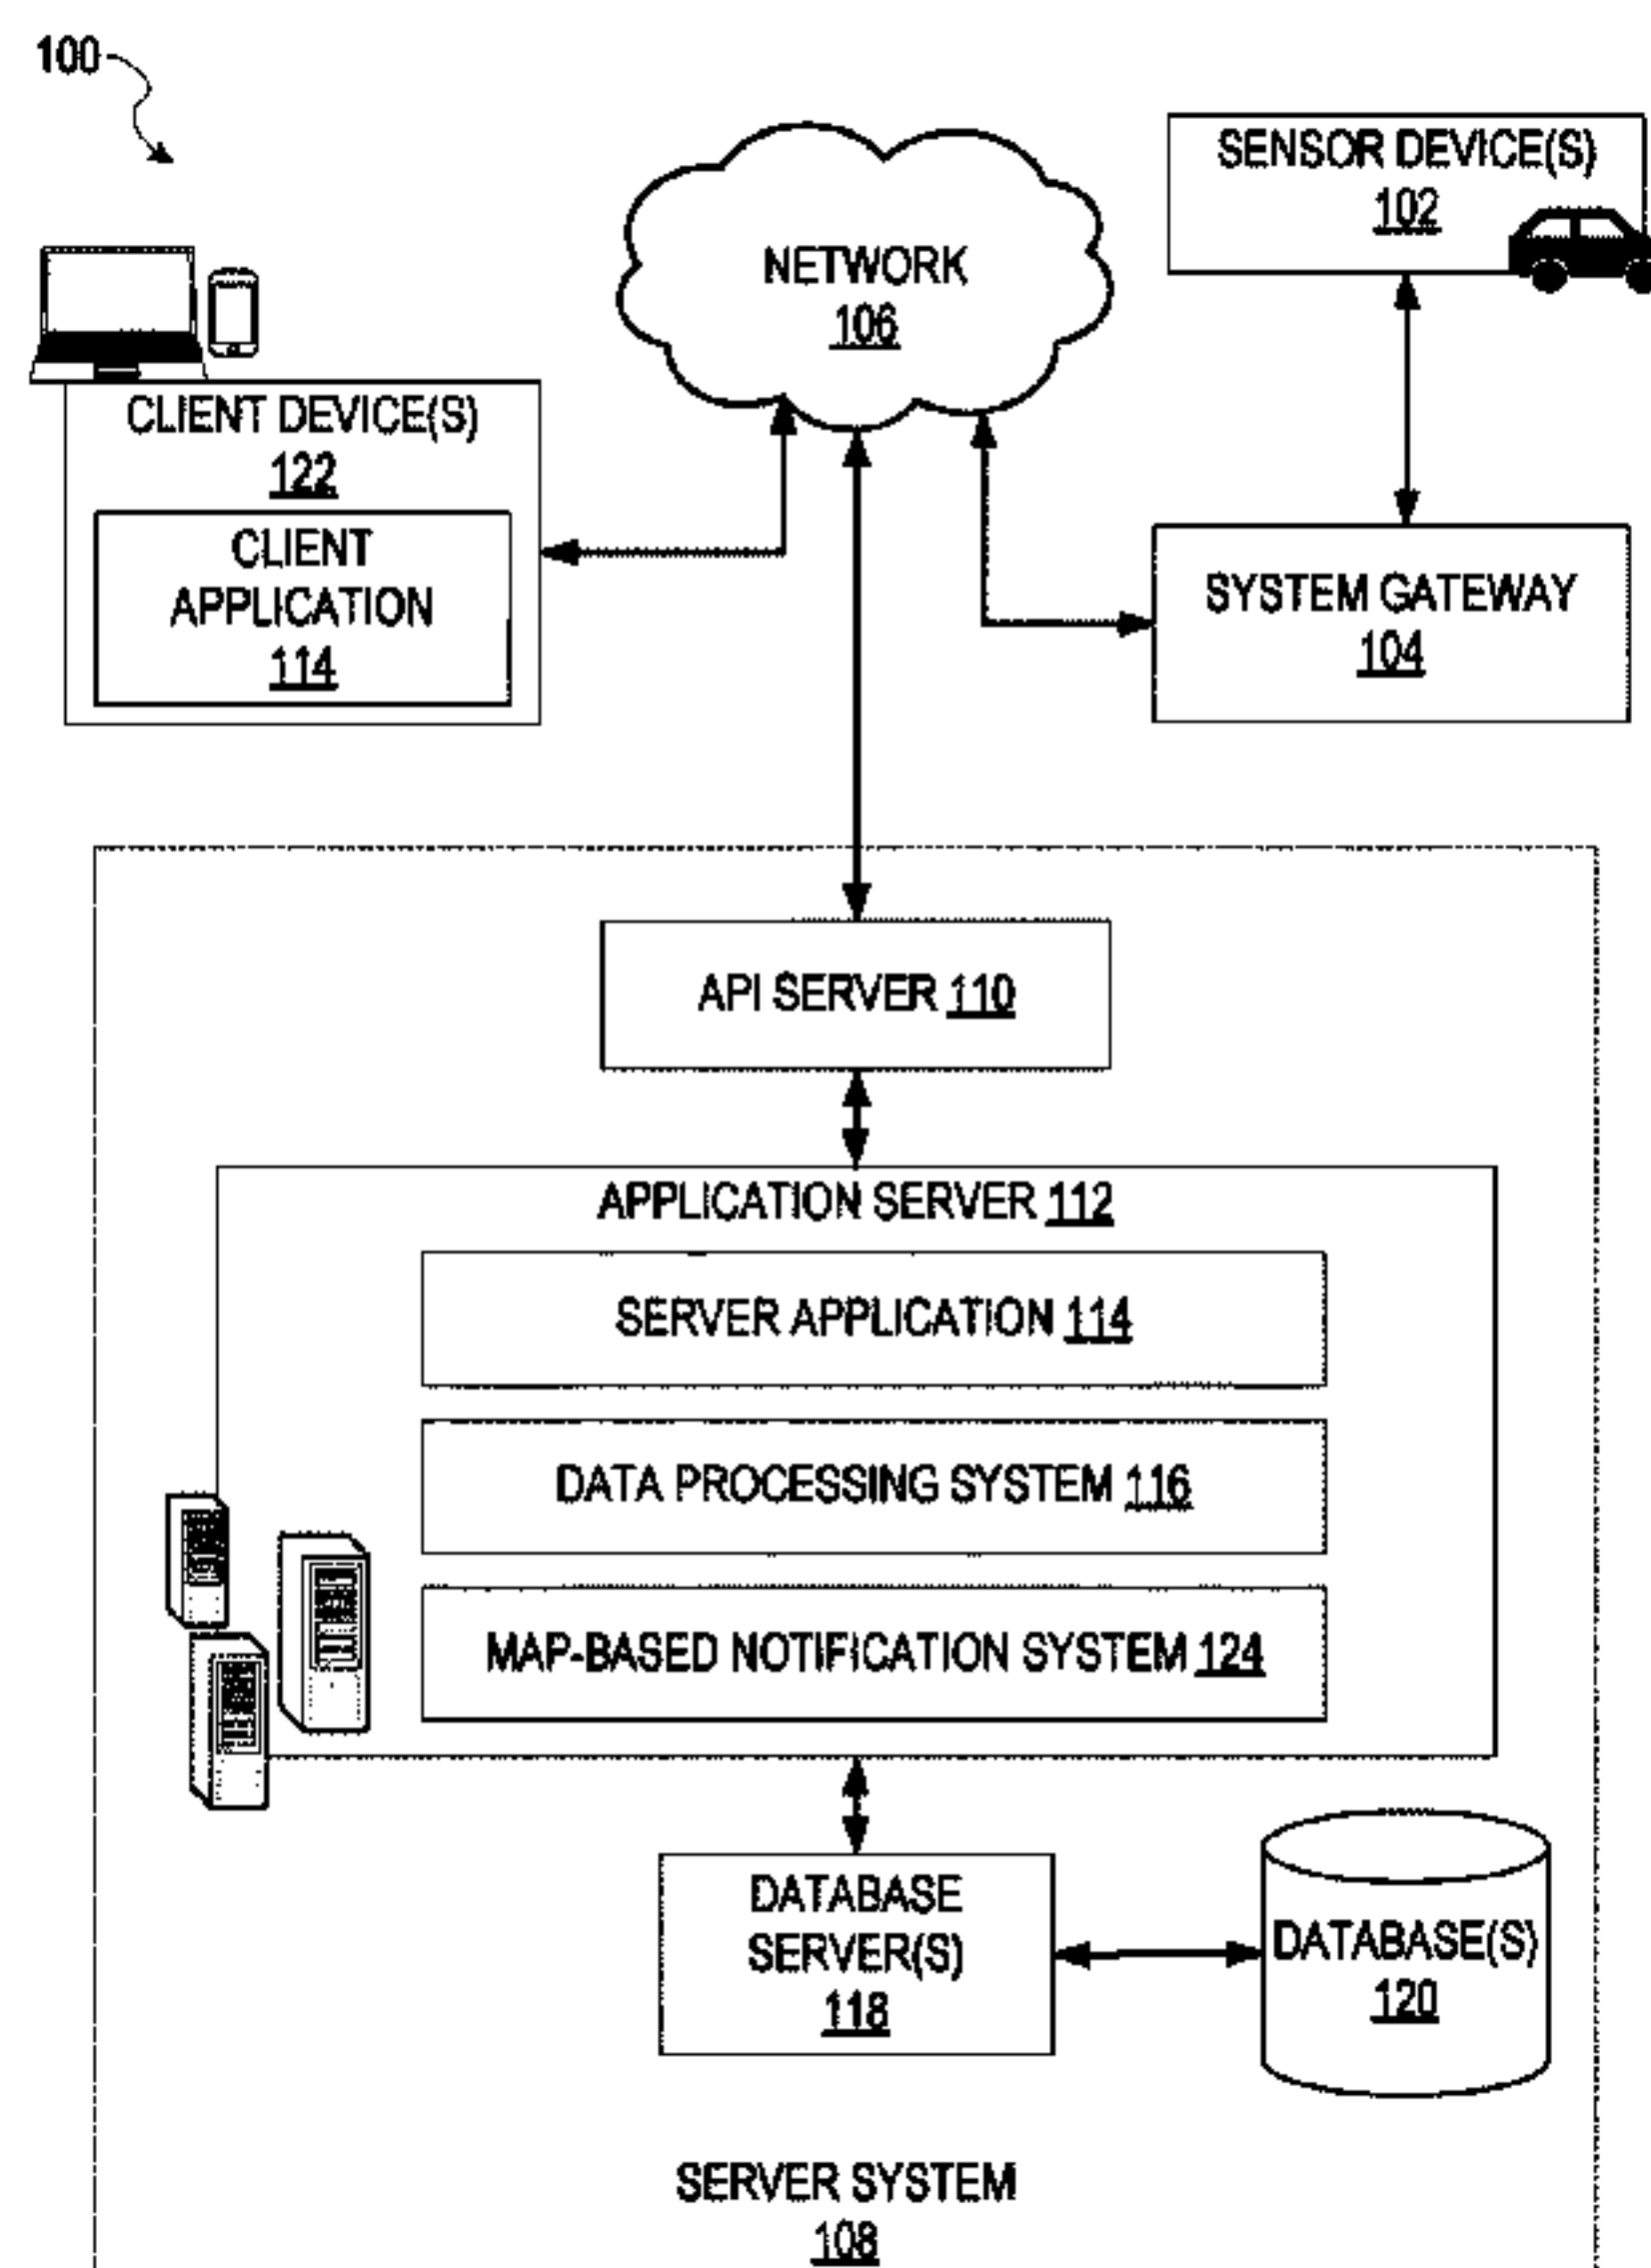 100
SENSOR DEVICE(S)
102
NETWORK
106
CLIENT DEVICE(S)
122
CLIENT
APPLICATION
114
SYSTEM GATEWAY
104
API SERVER 110
APPLICATION SERVER 112
SERVER APPLICATION 114
DATA PROCESSING SYSTEM 116
MAP-BASED NOTIFICATION SYSTEM 124
DATABASE
SERVER(S)
118
DATABASE(S)
120
SERVER SYSTEM
108